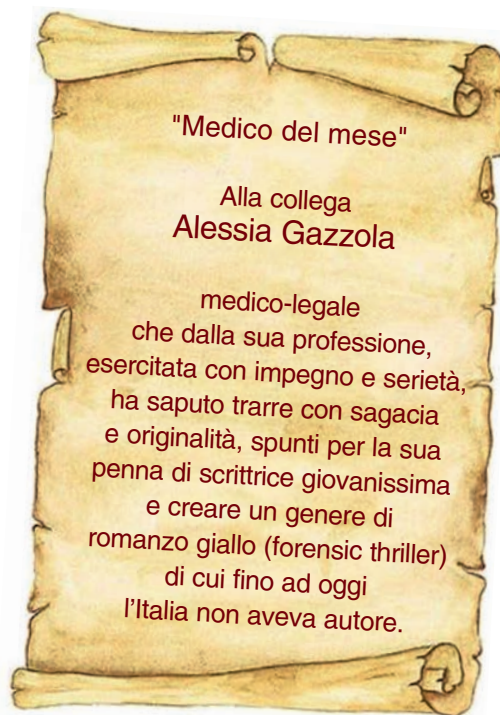 "Medico del mese"
Alla collega
Alessia Gazzola
medico-legale
che dalla sua professione,
esercitata con impegno e serietà,
ha saputo trarre con sagacia
e originalità, spunti per la sua
penna di scrittrice giovanissima
e creare un genere di
romanzo giallo (forensic thriller)
di cui fino ad oggi
l'Italia non aveva autore.